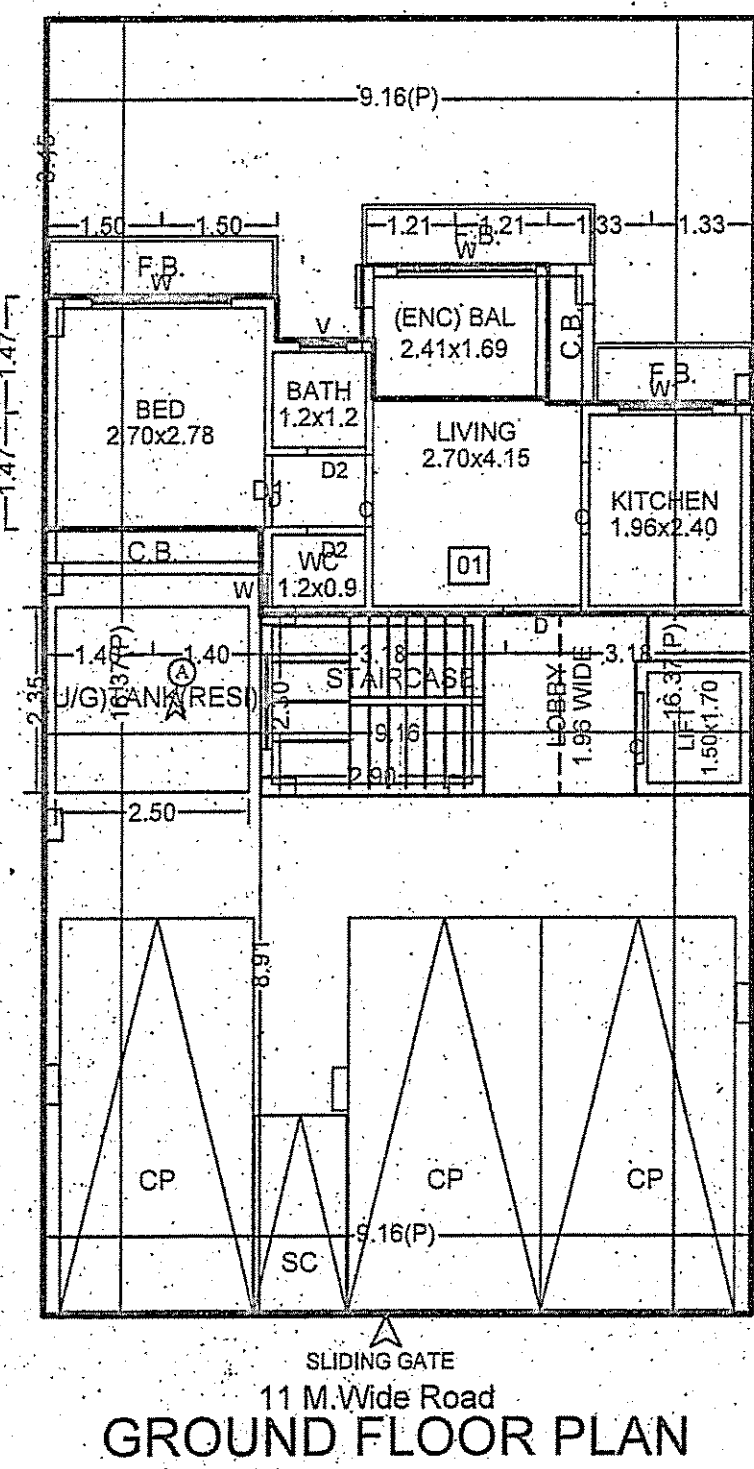 9.16(P)
3.45
1.50
1.50
1.21
1.21
1.33
1.33
F.B.
W
F.B.
W
1.47
1.47
V
(ENC) BAL
2.41x1.69
C.B.
F.B.
W
BED
2.70x2.78
BATH
1.2x1.2
LIVING
2.70x4.15
D2
D1
KITCHEN
1.96x2.40
C.B.
D2
WC
1.2x0.9
01
W
D
1.40
1.40
16.37(P)
A
2.35
(U/G)TANK(RESI)
2.30
3.18
STAIRCASE
9.16
2.90
LOBBY
1.96 WIDE
3.18
16.37(P)
LIFT
1.50x1.70
2.50
8.91
CP
CP
CP
SC
9.16(P)
SLIDING GATE
11 M.Wide Road
GROUND FLOOR PLAN